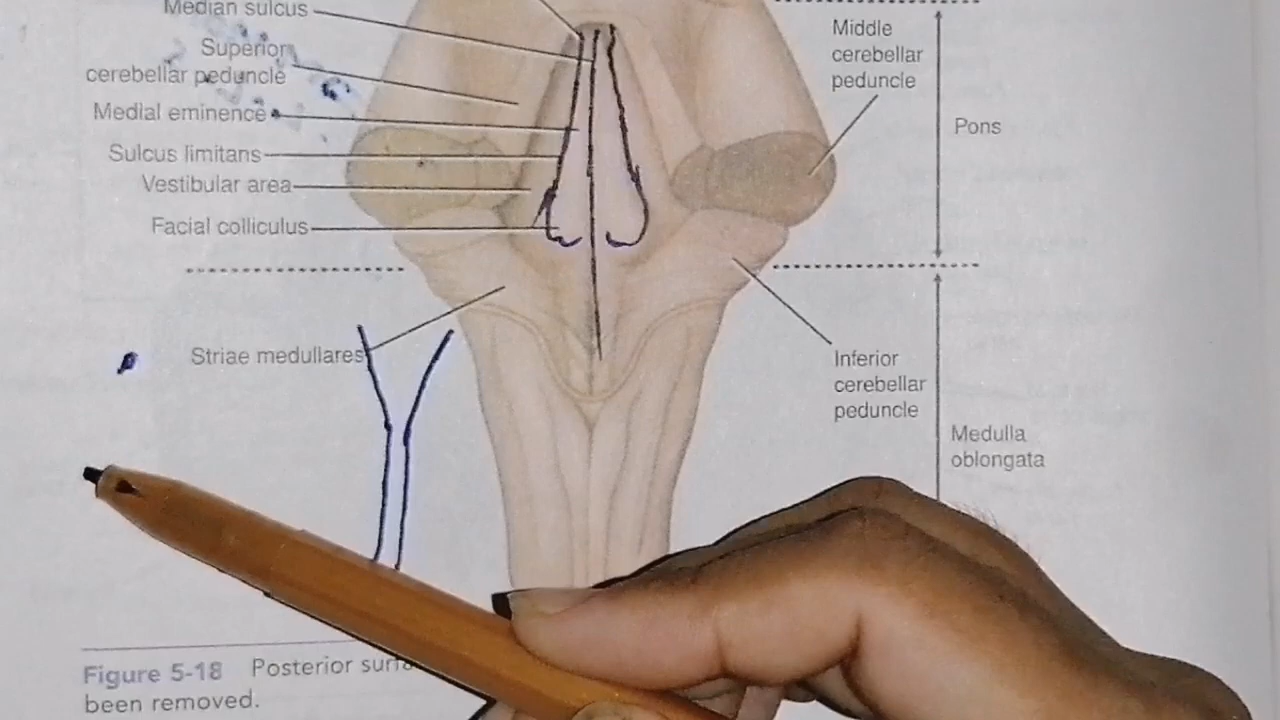 Median sulcus
Superior
cerebellar peduncle
Medial eminence
Sulcus limitans
Vestibular area
Facial colliculus
Striae medullares
Middle
cerebellar
peduncle
Pons
Inferior
cerebellar
peduncle
Medulla
oblongata
Figure 5-18 Posterior surfa
been removed.